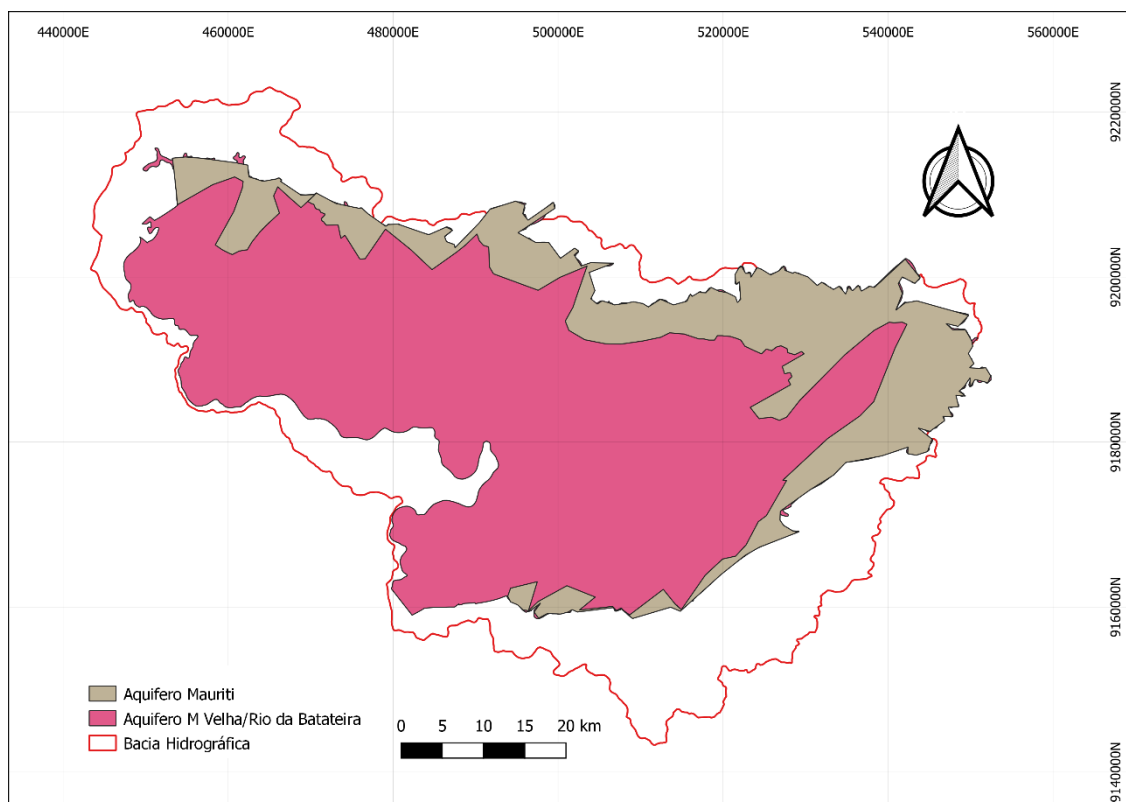 440000E 460000E 480000E 500000E 520000E 540000E 560000E
9220000N
9200000N
9180000N
9160000N
9140000N
Aquifero Mauriti
Aquifero M Velha/Rio da Batateira
Bacia Hidrográfica
0 5 10 15 20 km